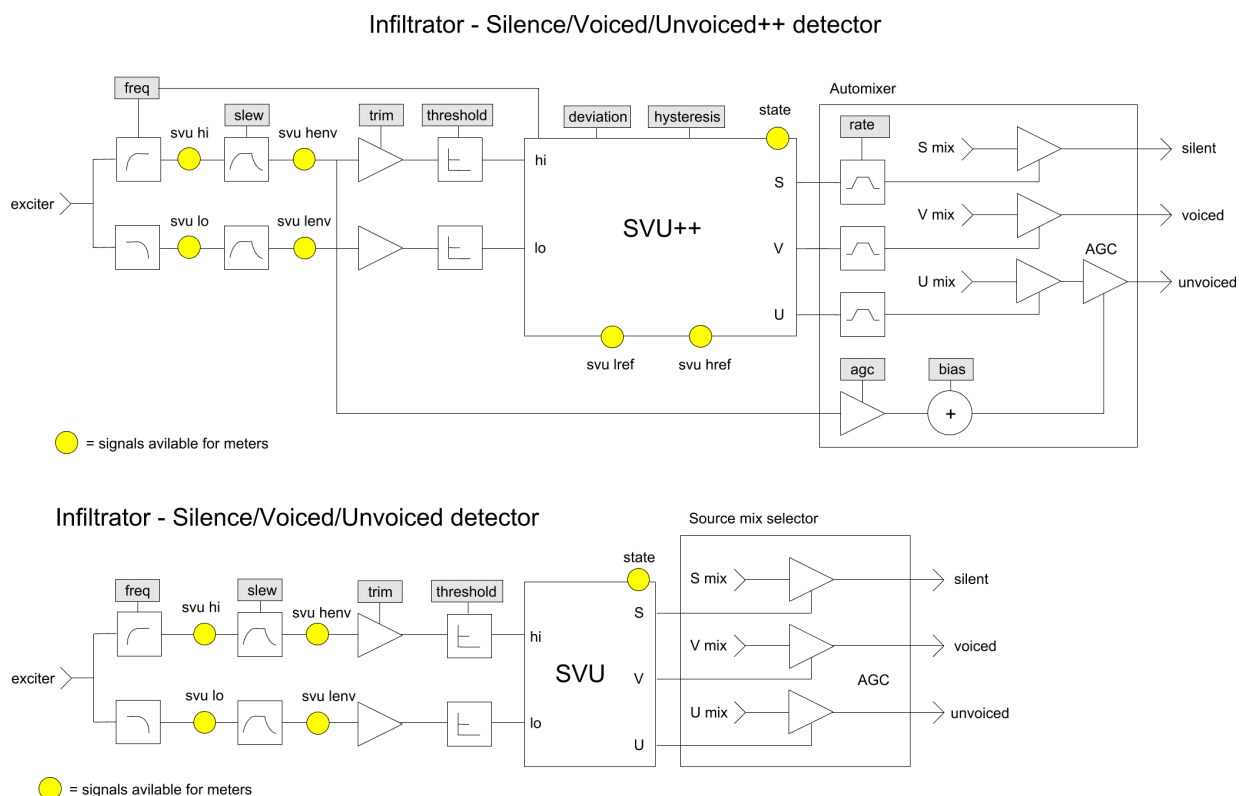 Infiltrator - Silence/Voiced/Unvoiced++ detector
freq
slew
svu hi
svu henv
trim
threshold
deviation
hysteresis
state
Automixer
rate
S mix
silent
hi
S
exciter
svu lo
svu lenv
V mix
voiced
SVU++
lo
V
AGC
U mix
unvoiced
U
svu lref
svu href
agc
bias
+
= signals avilable for meters
Infiltrator - Silence/Voiced/Unvoiced detector
Source mix selector
state
freq
slew
svu hi
svu henv
trim
threshold
S mix
silent
S
hi
exciter
SVU
V mix
voiced
V
AGC
svu lo
svu lenv
U mix
unvoiced
lo
U
= signals avilable for meters